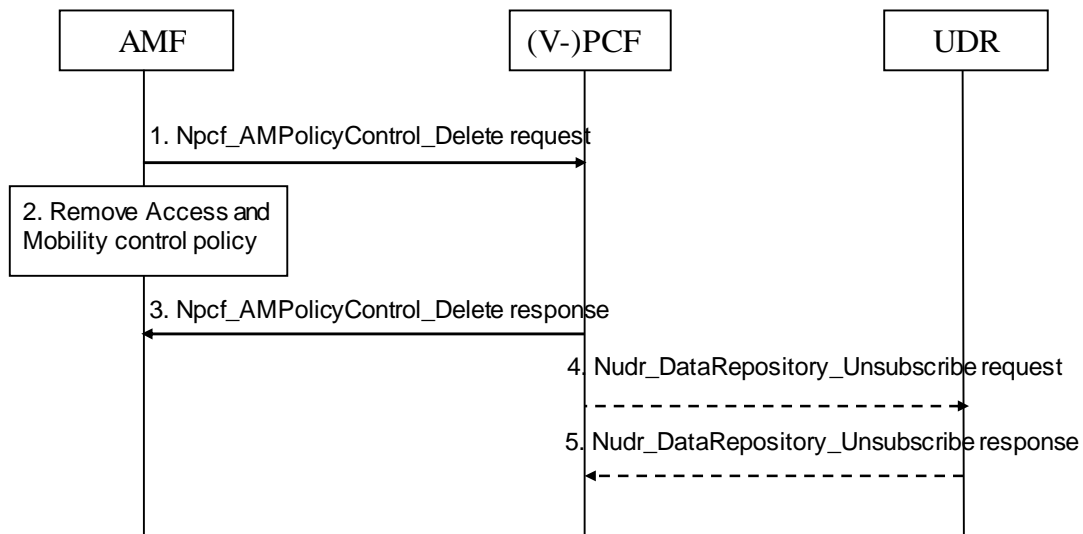 AMF
(V-)PCF
UDR
1. Npcf_AMPolicyControl_Delete request
2. Remove Access and
Mobility control policy
3. Npcf_AMPolicyControl_Delete response
4. Nudr_DataRepository_Unsubscribe request
5. Nudr_DataRepository_Unsubscribe response